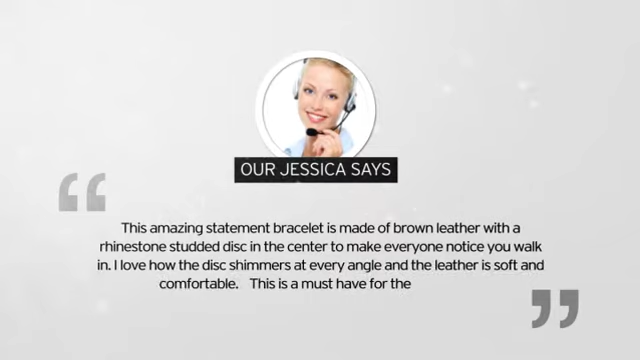 OUR JESSICA SAYS
This amazing statement bracelet is made of brown leather with a
rhinestone studded disc in the center to make everyone notice you walk
in. I love how the disc shimmers at every angle and the leather is soft and
comfortable. This is a must have for the